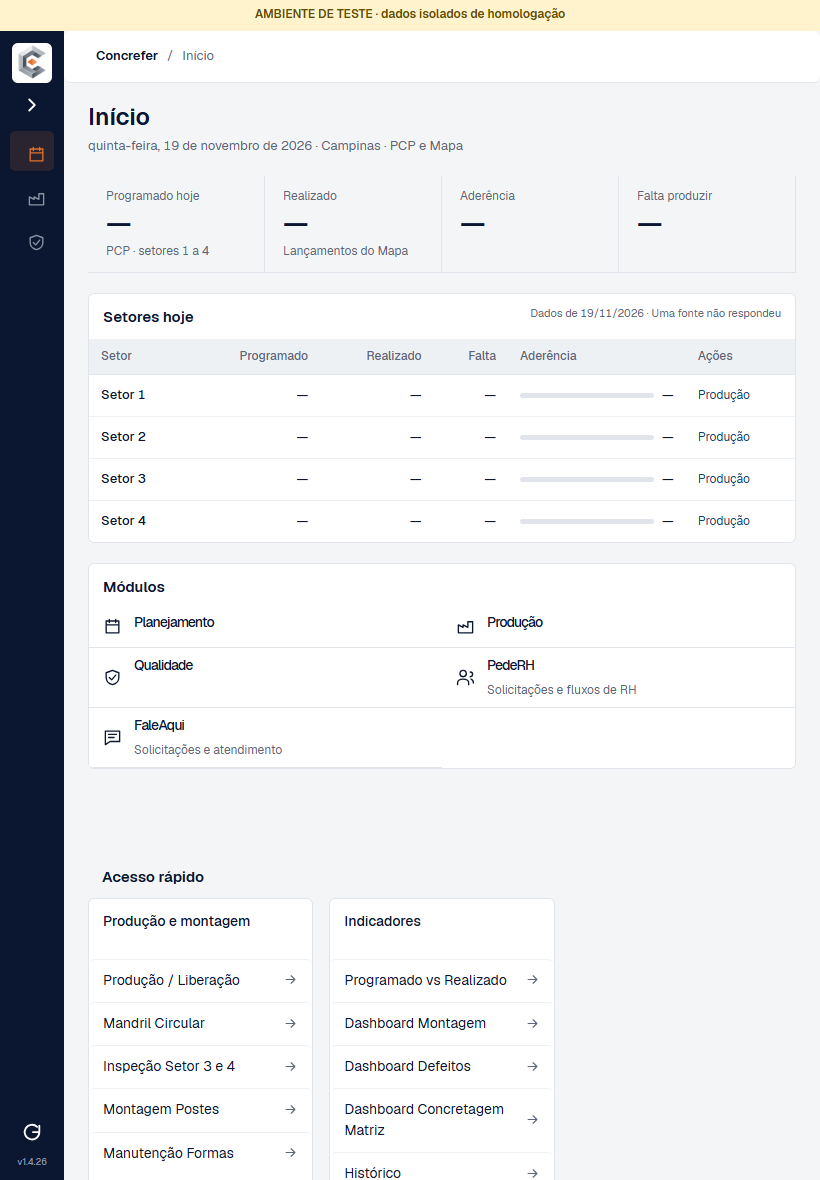 AMBIENTE DE TESTE · dados isolados de homologação
Concrefer / Início
Início
quinta-feira, 19 de novembro de 2026 · Campinas · PCP e Mapa
Programado hoje
—
PCP · setores 1 a 4
Realizado
—
Lançamentos do Mapa
Aderência
—
Falta produzir
—
Setores hoje
Dados de 19/11/2026 · Uma fonte não respondeu
Setor Programado Realizado Falta Aderência Ações
Setor 1 — — — — Produção
Setor 2 — — — — Produção
Setor 3 — — — — Produção
Setor 4 — — — — Produção
Módulos
Planejamento
Produção
Qualidade
PedeRH
Solicitações e fluxos de RH
FaleAqui
Solicitações e atendimento
Acesso rápido
Produção e montagem
Produção / Liberação →
Mandril Circular →
Inspeção Setor 3 e 4 →
Montagem Postes →
Manutenção Formas →
Indicadores
Programado vs Realizado →
Dashboard Montagem →
Dashboard Defeitos →
Dashboard Concretagem
Matriz →
Histórico →
v1.4.26